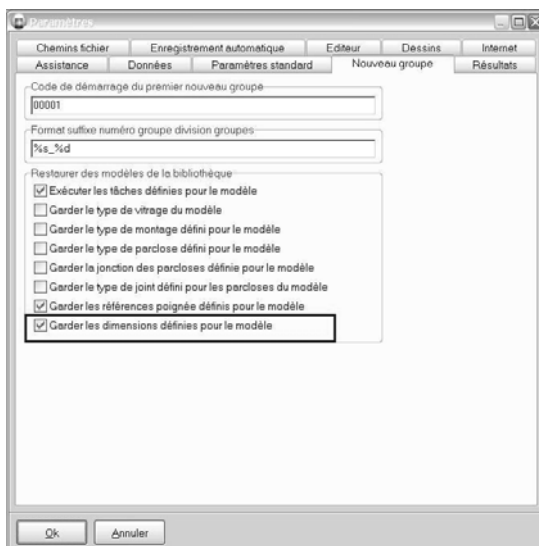 Paramètres
Chemins fichier Enregistrement automatique Editeur Dessins Internet
Assistance Données Paramètres standard Nouveau groupe Résultats
Code de démarrage du premier nouveau groupe
00001
Format suffixe numéro groupe division groupes
%s_%d
Restaurer des modèles de la bibliothèque
Exécuter les tâches définies pour le modèle
Garder le type de vitrage du modèle
Garder le type de montage défini pour le modèle
Garder le type de parclose défini pour le modèle
Garder la jonction des parcloses définie pour le modèle
Garder le type de joint défini pour les parcloses du modèle
Garder les références poignée définis pour le modèle
Garder les dimensions définies pour le modèle
Ok Annuler